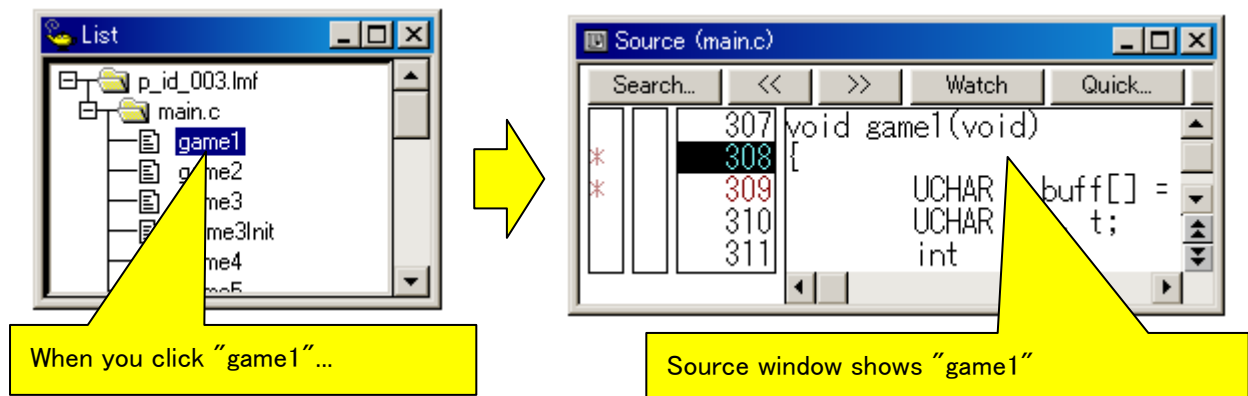 List
p_id_003.lmf
main.c
game1
game2
me3
me3Init
me4
me5
When you click "game1"...
Source (main.c)
Search... << >> Watch Quick...
307 void game1(void)
* 308 {
* 309 UCHAR buff[] =
310 UCHAR t;
311 int
Source window shows "game1"